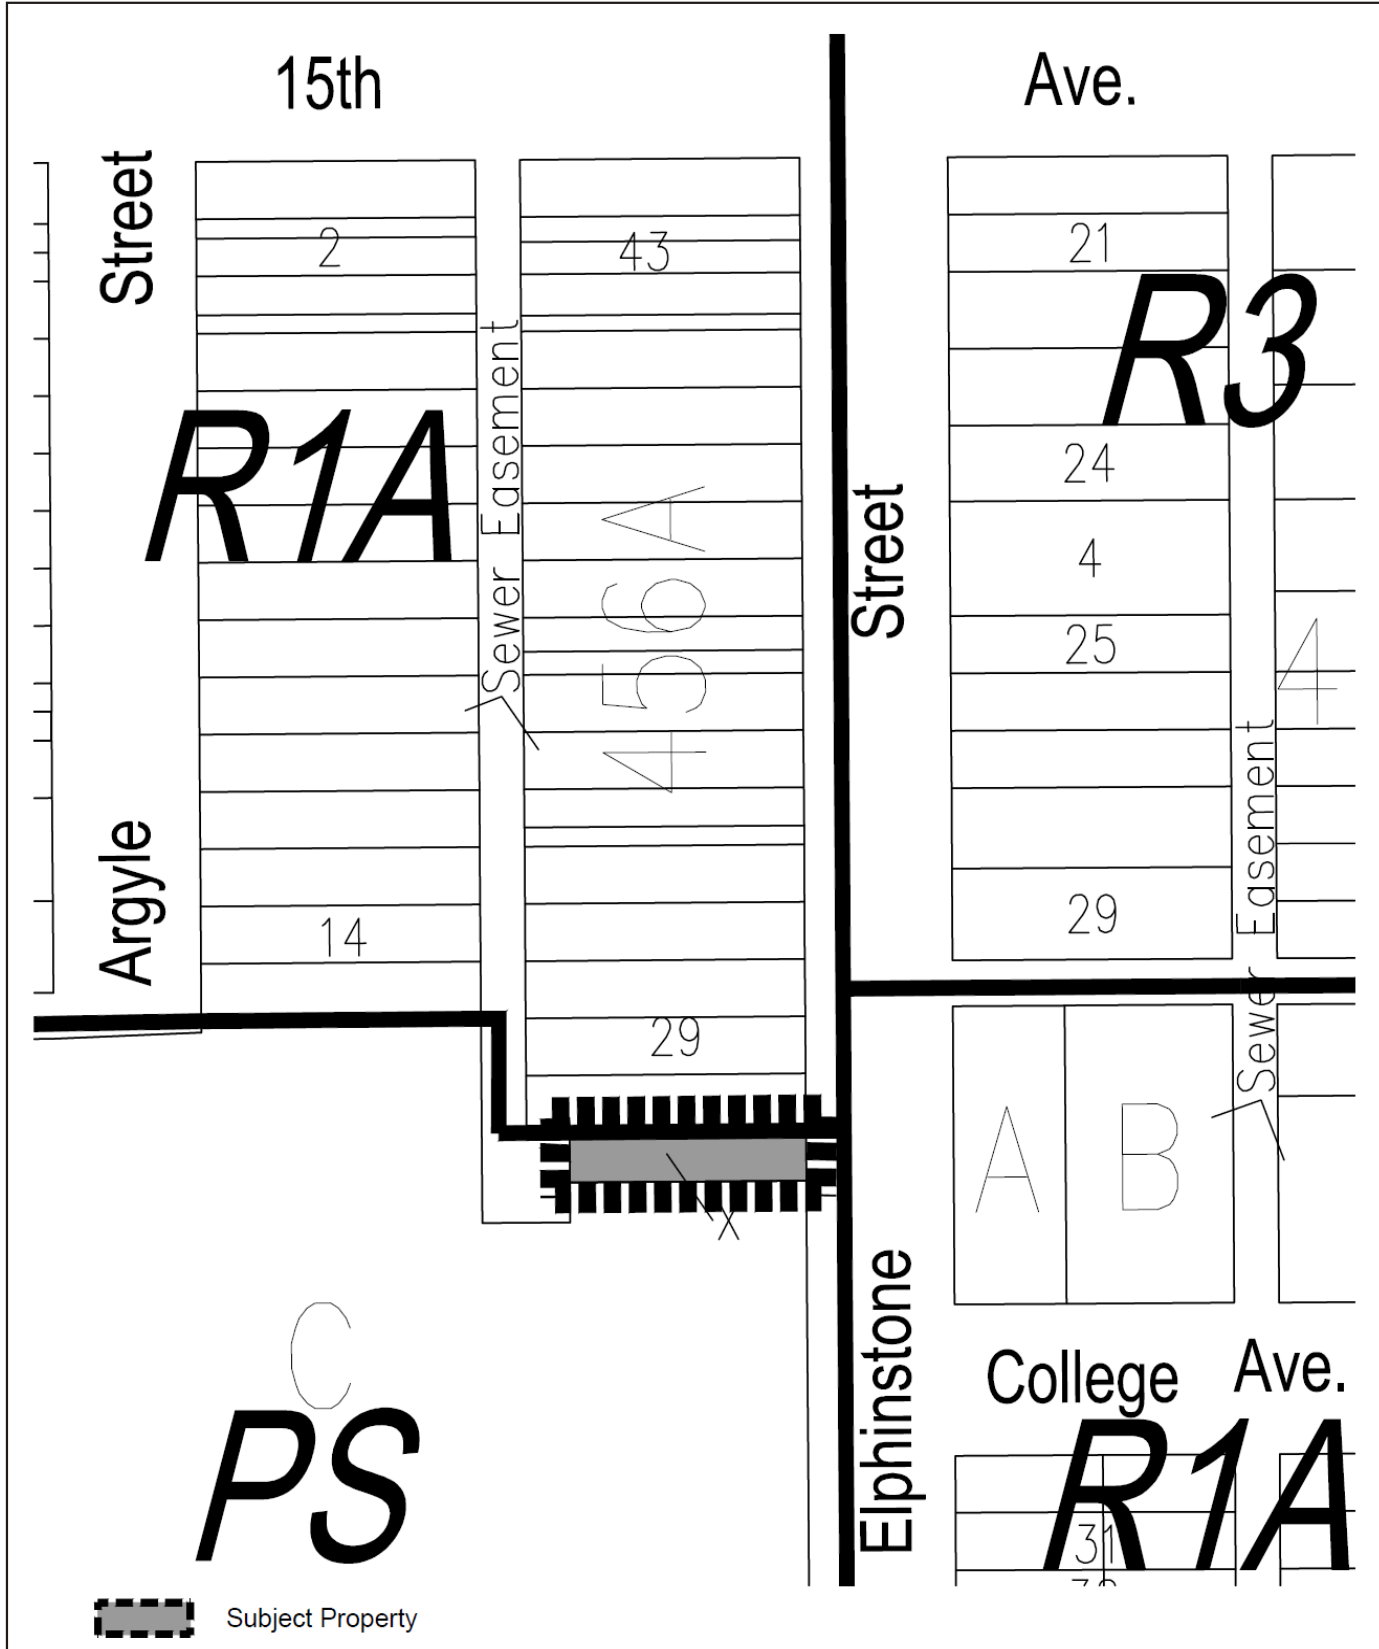 15th Ave.
Street
2
43
21
R3
R1A
Sewer Easement
456A
Street
24
4
25
4
Argyle
14
29
Sewer Easement
29
A
B
X
C
Elphinstone
College Ave.
PS
R1A
31
Subject Property